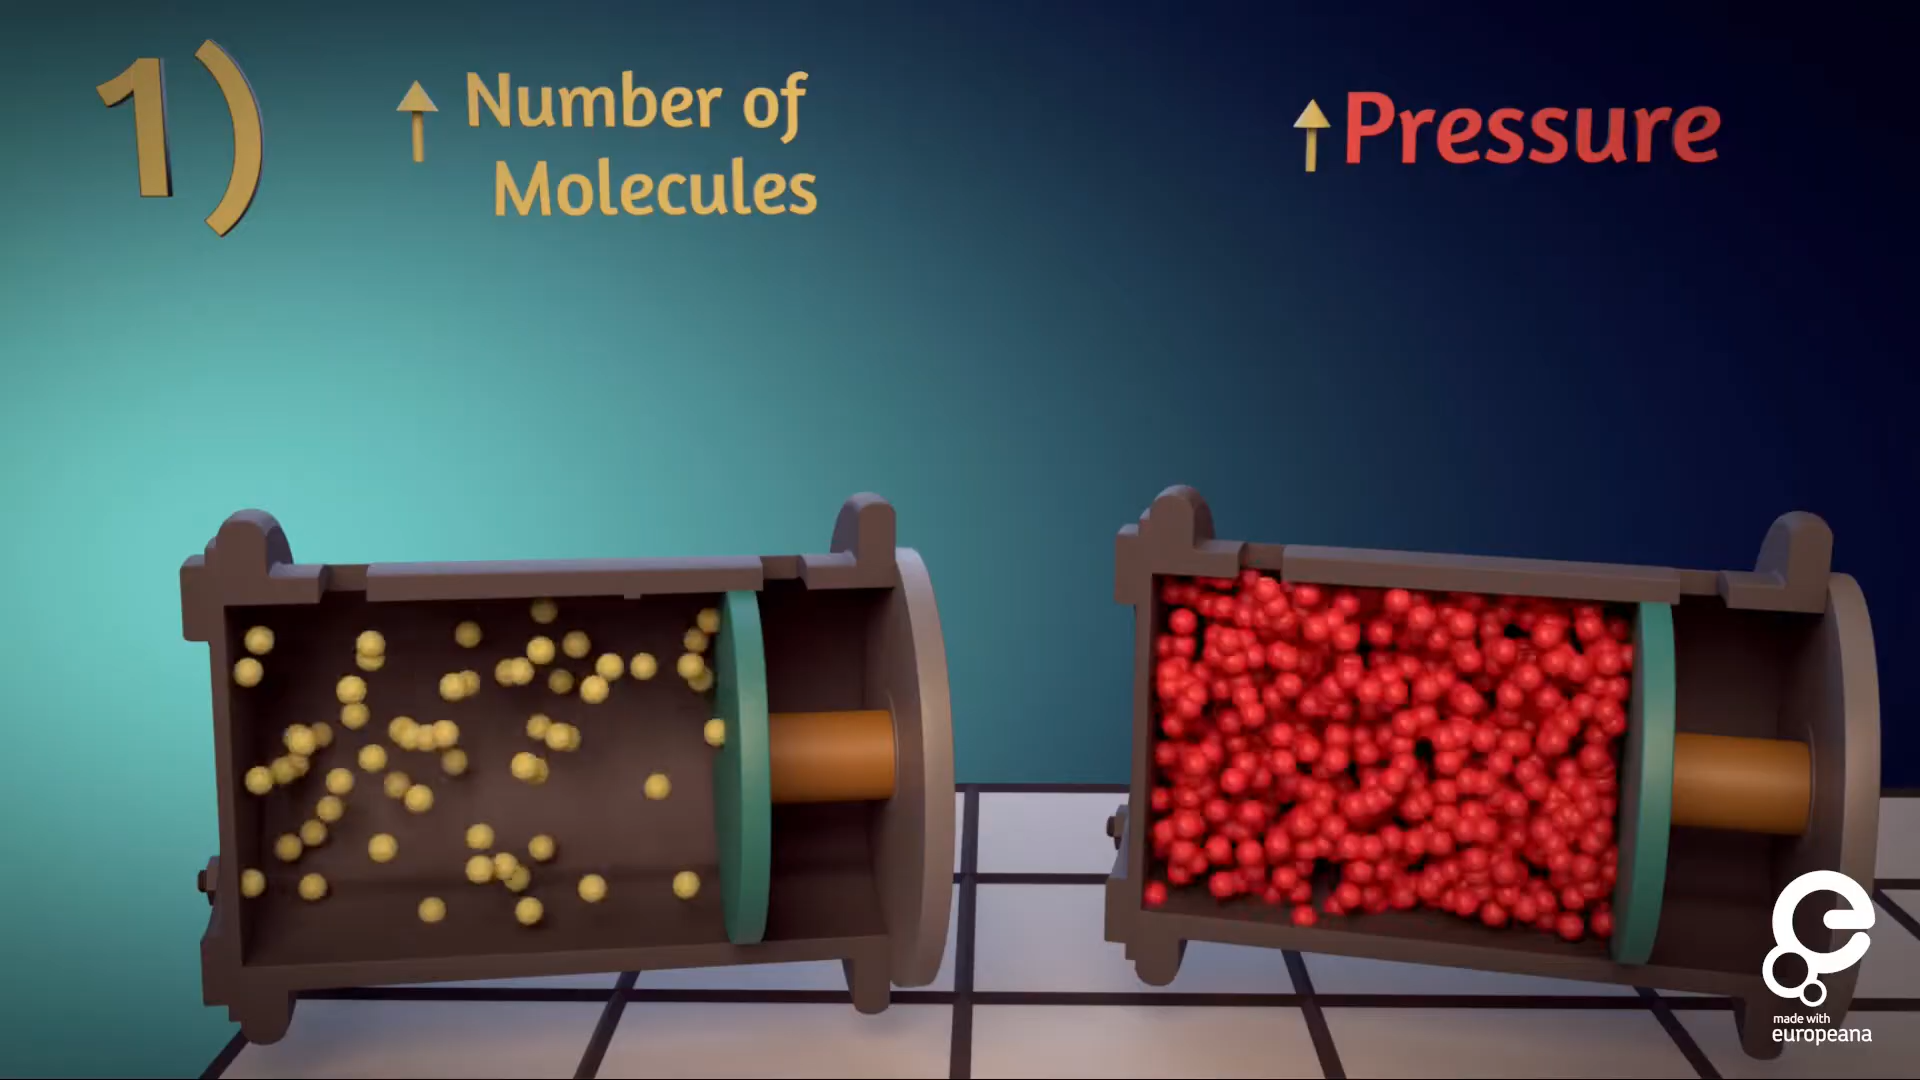 1)
Number of
Molecules
Pressure
made with
europeana